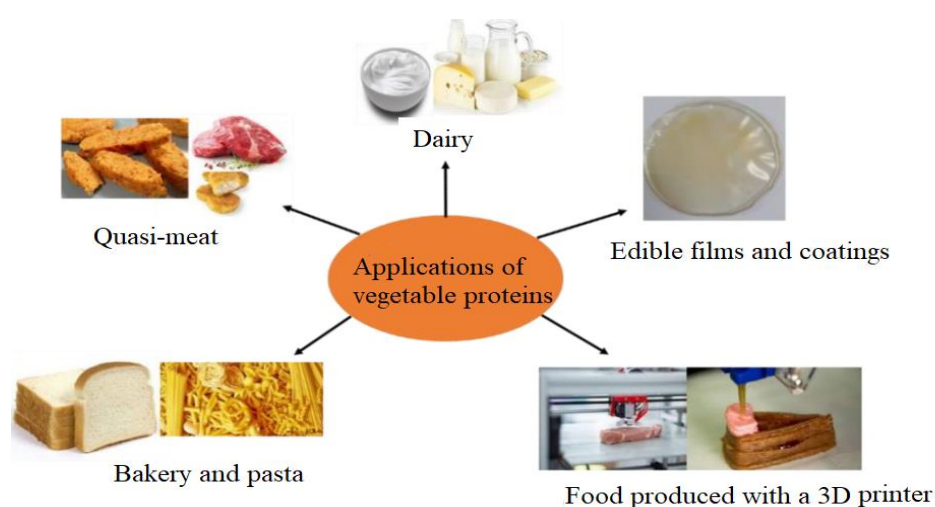 Dairy
Quasi-meat
Edible films and coatings
Applications of
vegetable proteins
Bakery and pasta
Food produced with a 3D printer